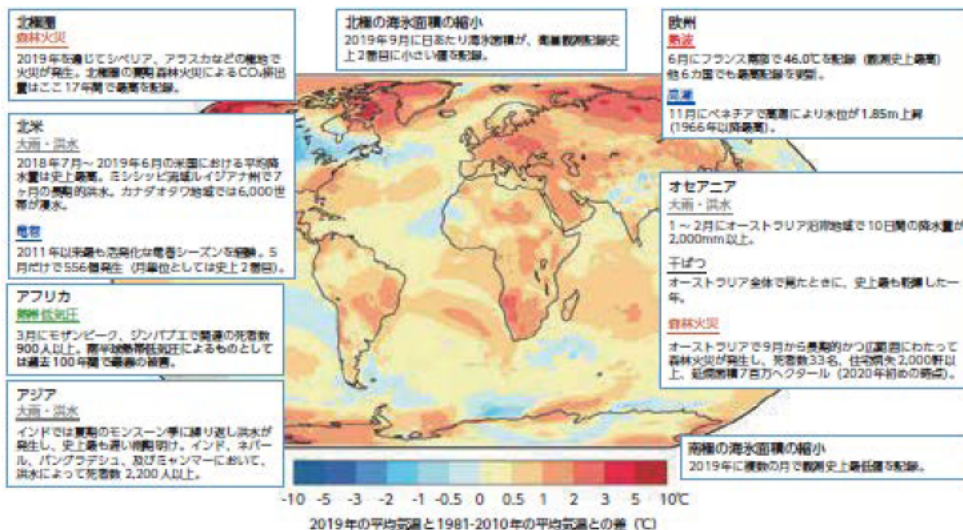 北極圏
森林火災
2019年を通じてシベリア、アラスカなどの極地で
火災が発生。北極圏の夏期森林火災によるCO₂排出
量はここ17年間で最高を記録。
北米
大雨・洪水
2018年7月～2019年6月の米国における平均降
水量は史上最高。ミシシッピ流域ルイジアナ州で7
ヶ月の長期的洪水。カナダオタワ地域では6,000世
帯が浸水。
竜巻
2011年以来最も活発化な竜巻シーズンを経験。5
月だけで556個発生（月単位としては史上2番目）。
アフリカ
熱帯低気圧
3月にモザンビーク、ジンバブエで関連の死者数
900人以上。南半球熱帯低気圧によるものとして
は過去100年間で最悪の被害。
アジア
大雨・洪水
インドでは夏期のモンスーン季に繰り返し洪水が
発生し、史上最も遅い雨期明け。インド、ネパー
ル、バングラデシュ、及びミャンマーにおいて、
洪水によって死者数 2,200人以上。
北極の海氷面積の縮小
2019年9月に日あたり海氷面積が、衛星観測記録史
上2番目に小さい値を記録。
欧州
熱波
6月にフランス南部で46.0℃を記録（観測史上最高）
他6カ国でも最高記録を更新。
高潮
11月にベネチアで高潮により水位が1.85m上昇
(1966年以降最高)。
オセアニア
大雨・洪水
1～2月にオーストラリア沿岸地域で10日間の降水量が
2,000mm以上。
干ばつ
オーストラリア全体で見たときに、史上最も乾燥した一
年。
森林火災
オーストラリアで9月から長期的かつ広範囲にわたって
森林火災が発生し、死者数33名、住宅焼失2,000軒以
上、延焼面積7百万ヘクタール（2020年初めの時点）。
南極の海氷面積の縮小
2019年に複数の月で観測史上最低値を記録。
-10 -5 -3 -2 -1 -0.5 0 0.5 1 2 3 5 10℃
2019年の平均気温と1981-2010年の平均気温との差（℃）